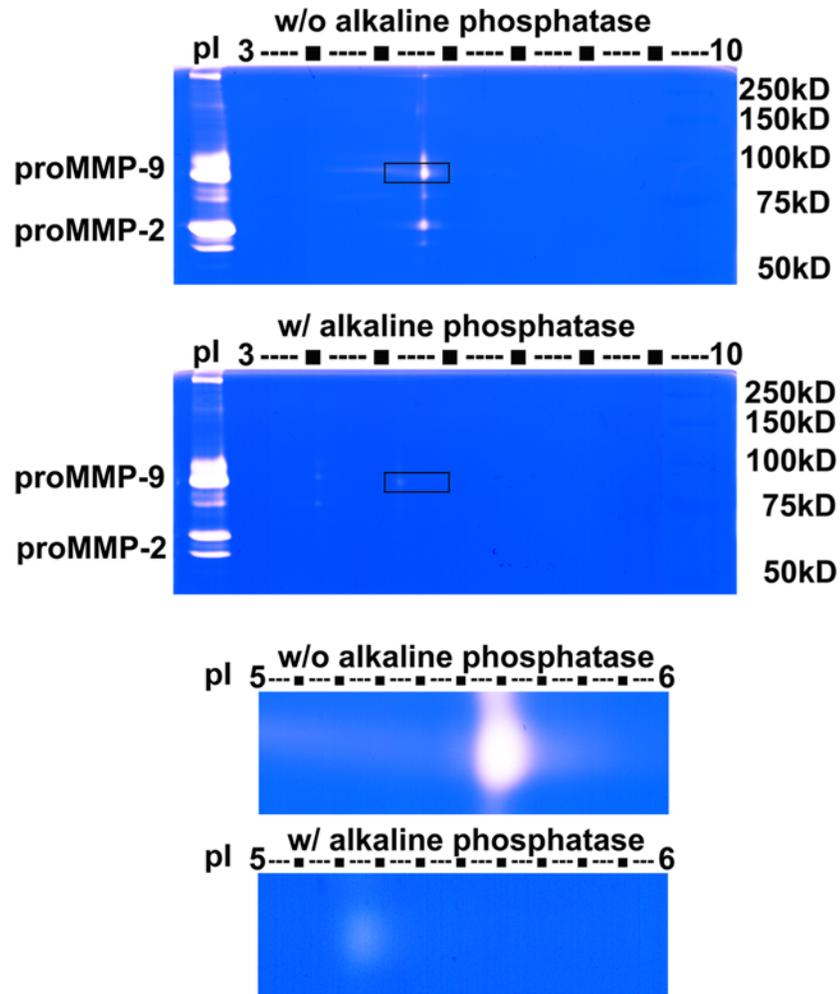 w/o alkaline phosphatase
pI 3 ---- ■ ---- ■ ---- ■ ---- ■ ---- ■ ---- ■ ----10
250kD
150kD
proMMP-9 100kD
75kD
proMMP-2
50kD
w/ alkaline phosphatase
pI 3 ---- ■ ---- ■ ---- ■ ---- ■ ---- ■ ---- ■ ----10
250kD
150kD
100kD
proMMP-9
75kD
proMMP-2
50kD
w/o alkaline phosphatase
pI 5--- ■ --- ■ --- ■ --- ■ --- ■ --- ■ --- ■ --- ■ --- ■ ---6
w/ alkaline phosphatase
pI 5--- ■ --- ■ --- ■ --- ■ --- ■ --- ■ --- ■ --- ■ --- ■ ---6